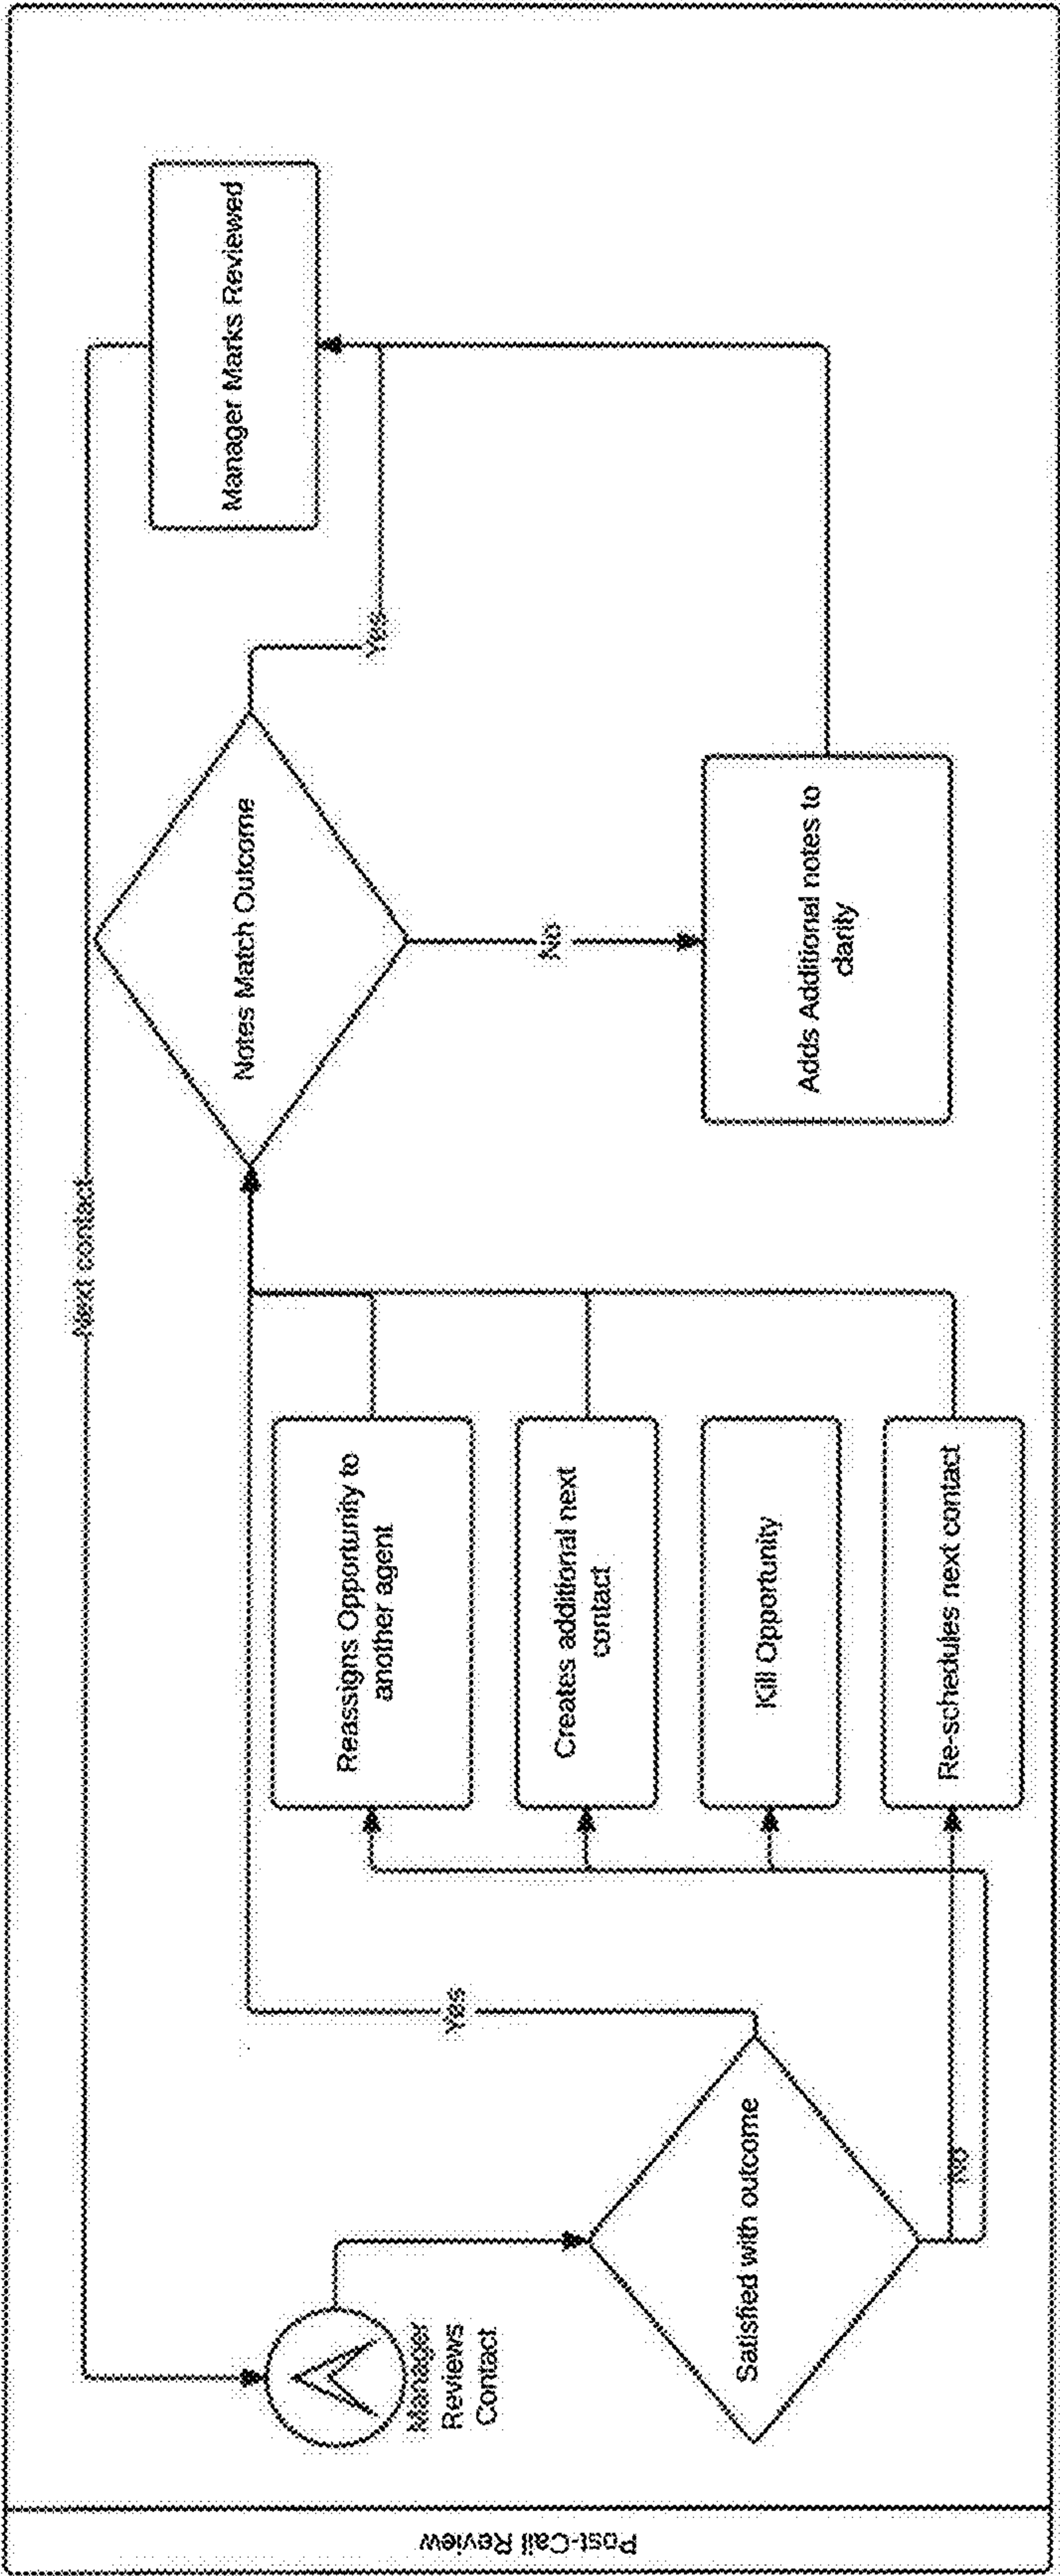 Post-Call Review
Manager
Reviews
Contact
Satisfied with outcome
Yes
No
Reassigns Opportunity to
another agent
Creates additional next
contact
Kill Opportunity
Re-schedules next contact
Next contact
Notes Match Outcome
Yes
No
Adds Additional notes to
clarity
Manager Marks Reviewed